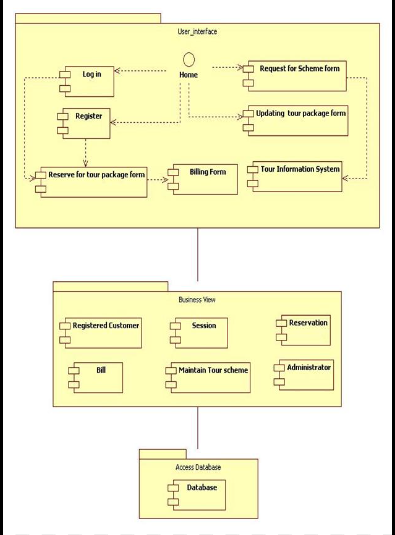 User_interface
Log in
Home
Request for Scheme form
Register
Updating tour package form
Reserve for tour package form
Billing Form
Tour Information System
Business View
Registered Customer
Session
Reservation
Bill
Maintain Tour scheme
Administrator
Access Database
Database